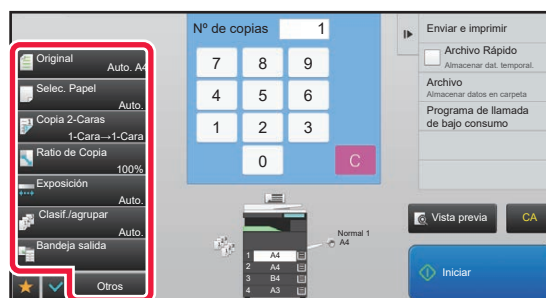 Original
Auto. A4
Selec. Papel
Auto.
Copia 2-Caras
1-Cara→1-Cara
Ratio de Copia
100%
Exposición
Auto.
Clasif./agrupar
Auto.
Bandeja salida
Otros
Nº de copias 1
7 8 9
4 5 6
1 2 3
0 C
Normal 1
A4
1 A4
2 A4
3 B4
4 A3
Enviar e imprimir
Archivo Rápido
Almacenar dat. temporal.
Archivo
Almacenar datos en carpeta
Programa de llamada
de bajo consumo
Vista previa CA
Iniciar